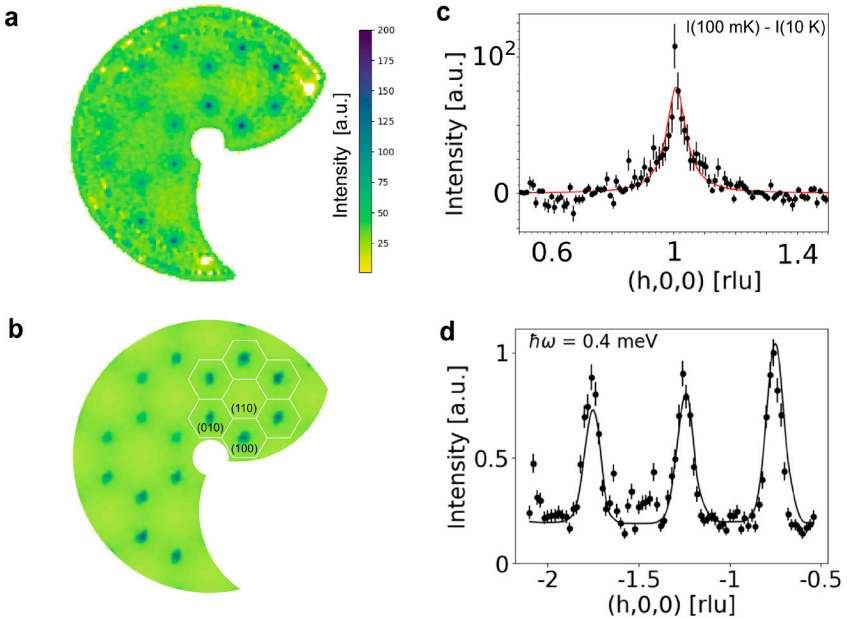 a
200
175
150
125
100
75
50
25
Intensity [a.u.]
b
(110)
(010)
(100)
c
I(100 mK) - I(10 K)
10²
0
Intensity [a.u.]
0.6 1 1.4
(h,0,0) [rlu]
d
ħω = 0.4 meV
1
0.5
0
Intensity [a.u.]
-2 -1.5 -1 -0.5
(h,0,0) [rlu]